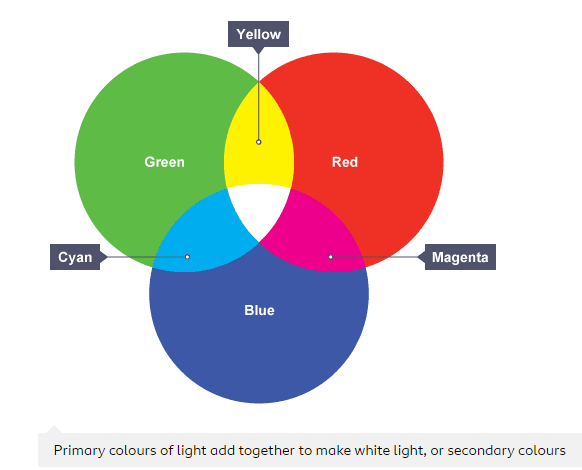 Yellow
Green
Red
Cyan
Magenta
Blue
Primary colours of light add together to make white light, or secondary colours